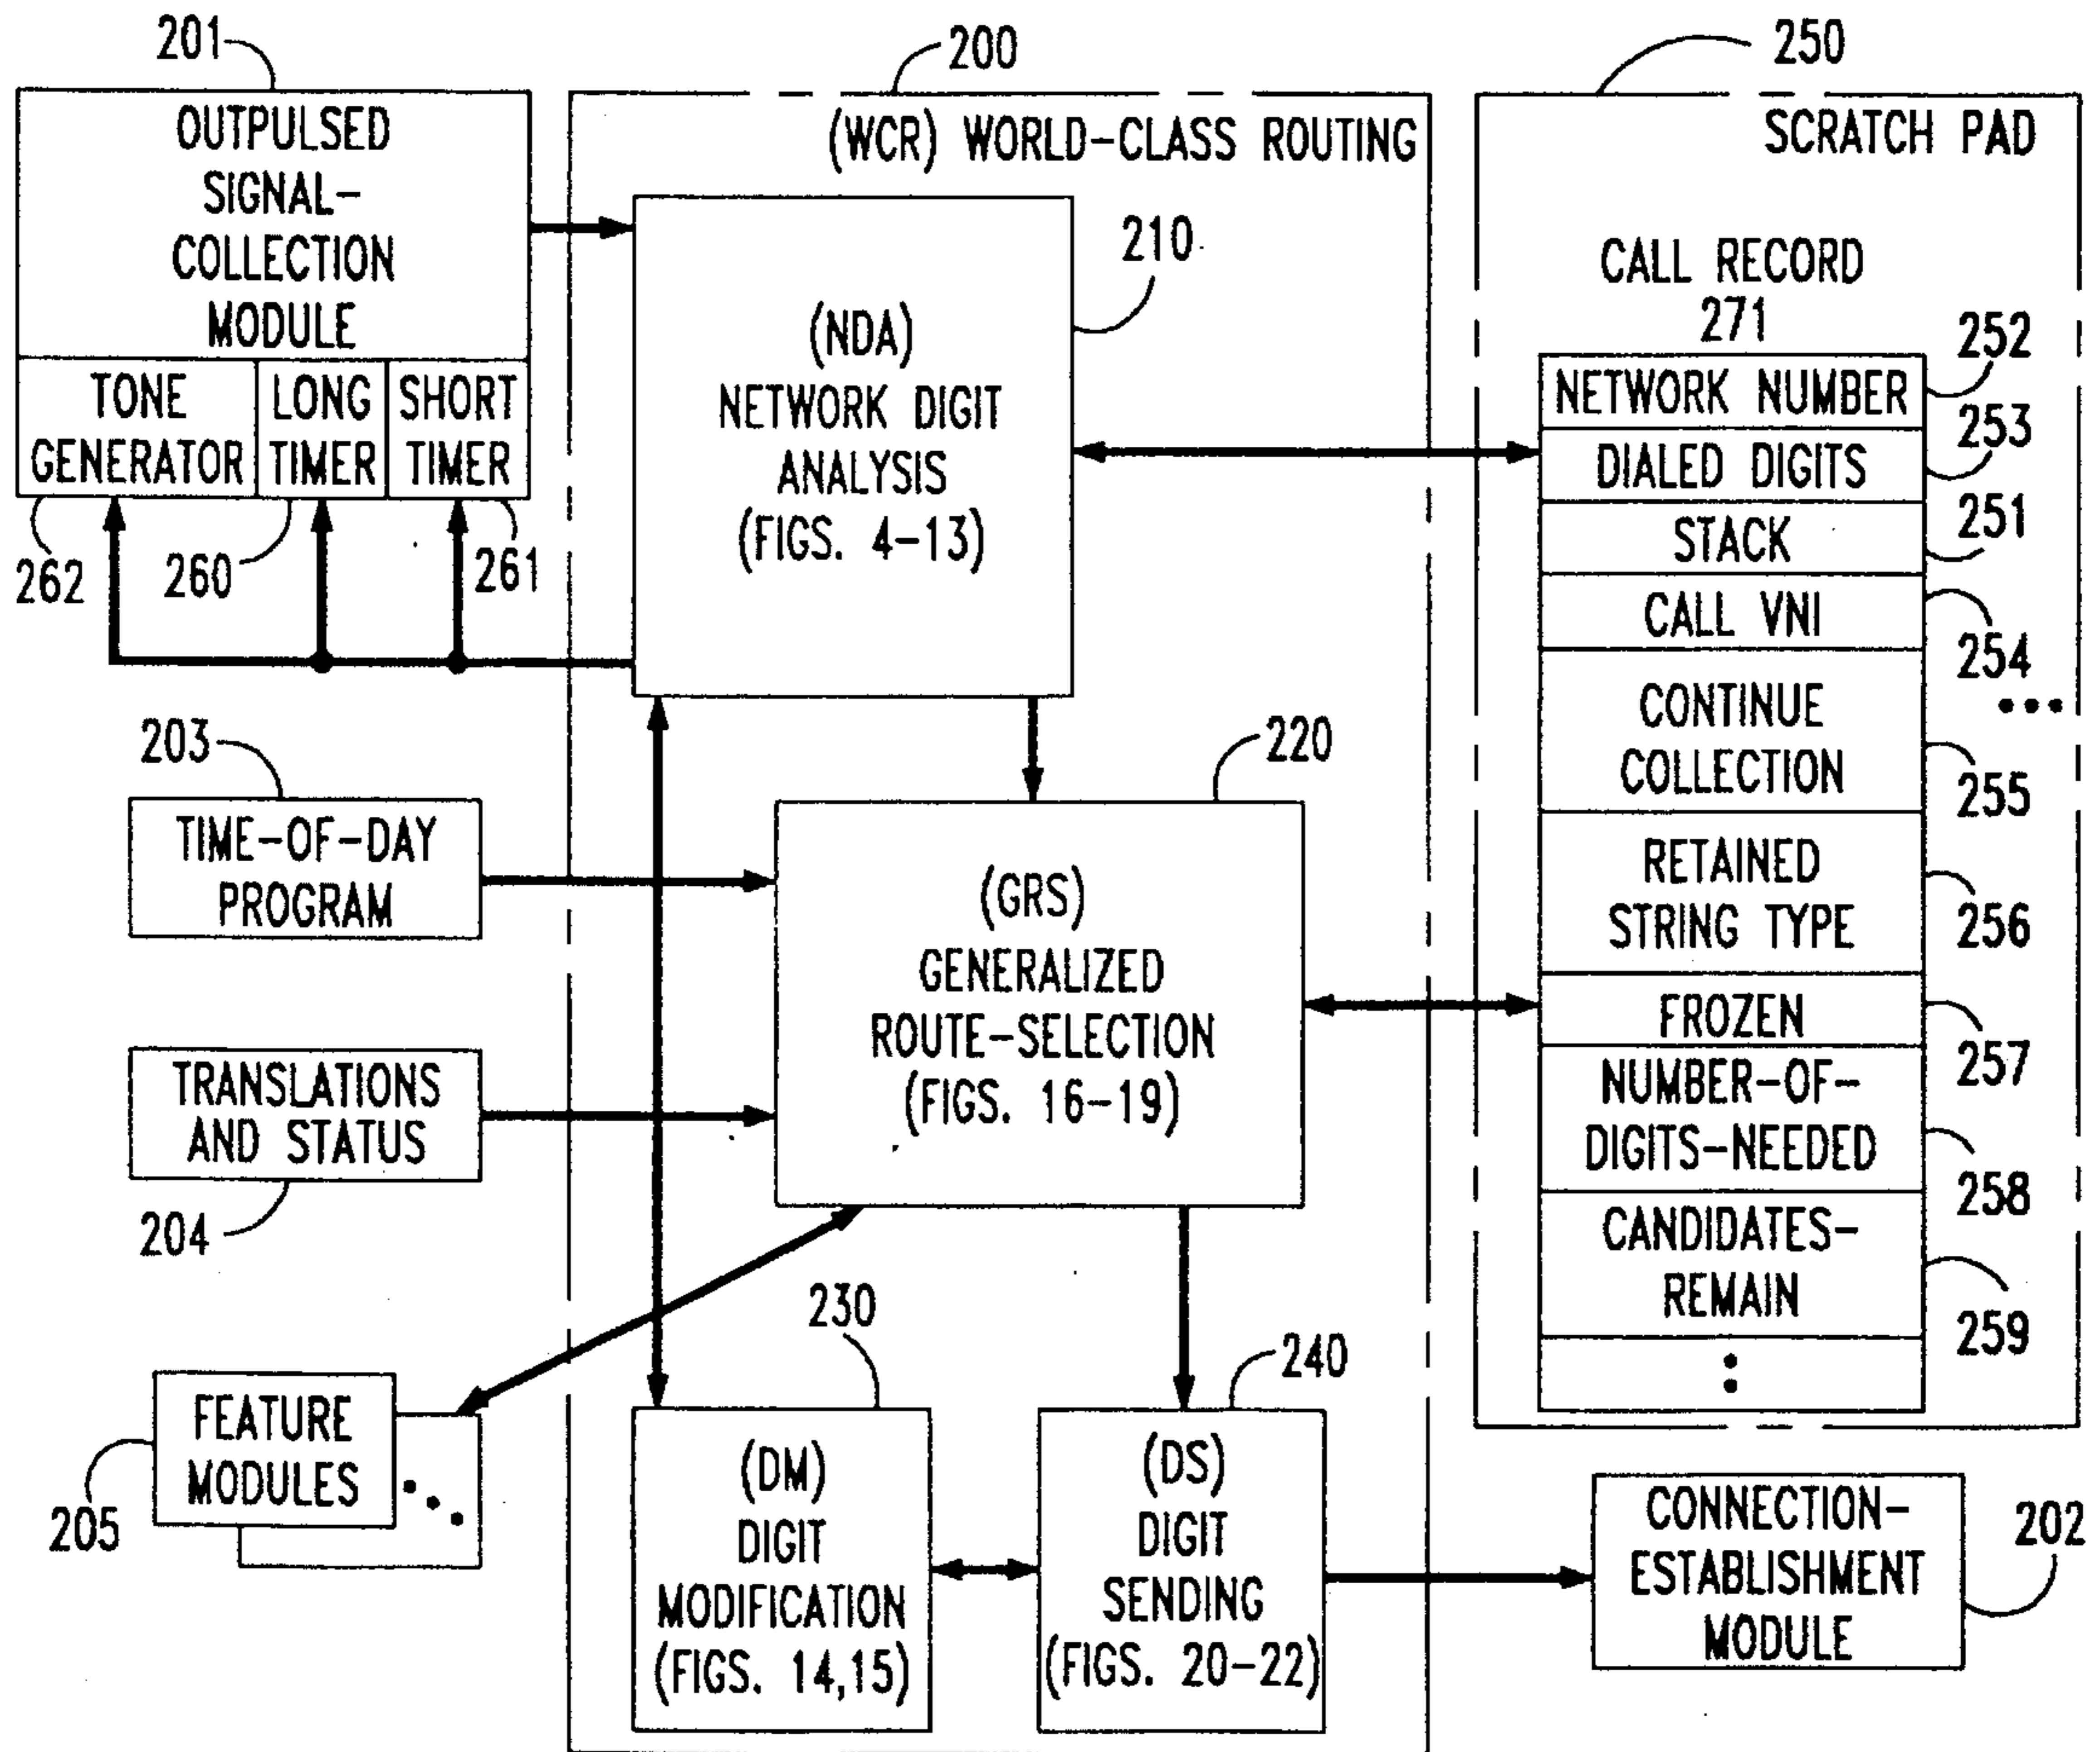 201
OUTPULSED
SIGNAL-
COLLECTION
MODULE
TONE
GENERATOR
LONG
TIMER
SHORT
TIMER
262
260
261
200
(WCR) WORLD-CLASS ROUTING
210
(NDA)
NETWORK DIGIT
ANALYSIS
(FIGS. 4-13)
250
SCRATCH PAD
CALL RECORD
271
NETWORK NUMBER
252
DIALED DIGITS
253
STACK
251
CALL VNI
254
CONTINUE
COLLECTION
255
RETAINED
STRING TYPE
256
FROZEN
257
NUMBER-OF-
DIGITS-NEEDED
258
CANDIDATES-
REMAIN
259
203
TIME-OF-DAY
PROGRAM
220
(GRS)
GENERALIZED
ROUTE-SELECTION
(FIGS. 16-19)
TRANSLATIONS
AND STATUS
204
FEATURE
MODULES
205
230
(DM)
DIGIT
MODIFICATION
(FIGS. 14,15)
240
(DS)
DIGIT
SENDING
(FIGS. 20-22)
CONNECTION-
ESTABLISHMENT
MODULE
202